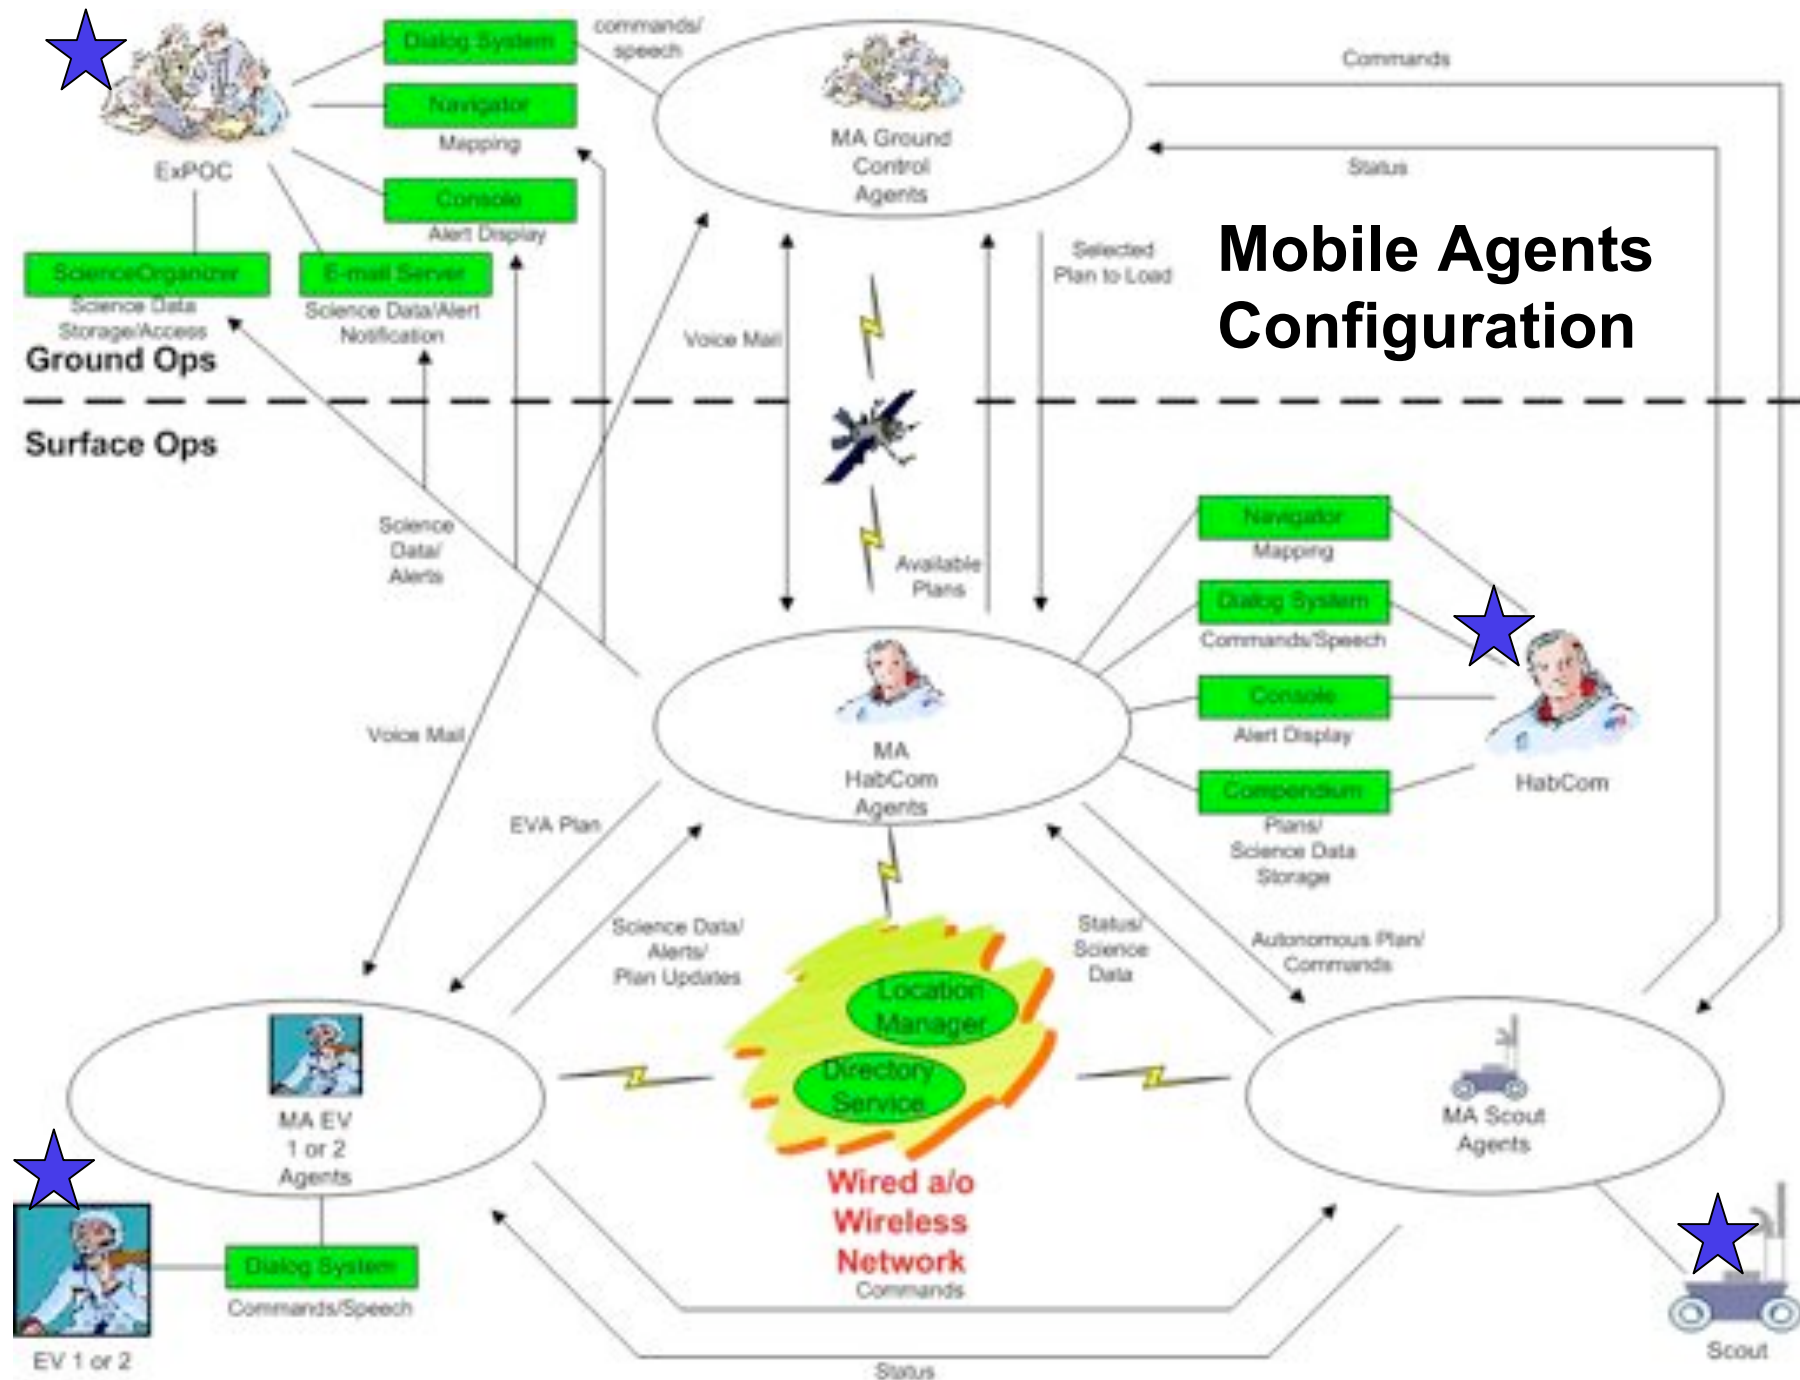 Dialog System
commands/
speech
Navigator
Mapping
ExPOC
Console
Alert Display
ScienceOrganizer
Science Data
Storage/Access
E-mail Server
Science Data/Alert
Notification
MA Ground
Control
Agents
Commands
Status
Mobile Agents
Configuration
Selected
Plan to Load
Voice Mail
Ground Ops
Surface Ops
Science
Data/
Alerts
Available
Plans
Navigator
Mapping
Dialog System
Commands/Speech
Console
Alert Display
Compendium
Plans/
Science Data
Storage
HabCom
MA
HabCom
Agents
Voice Mail
EVA Plan
Science Data/
Alerts/
Plan Updates
Status/
Science
Data
Autonomous Plan/
Commands
Location
Manager
Directory
Service
Wired a/o
Wireless
Network
MA EV
1 or 2
Agents
MA Scout
Agents
Dialog System
Commands/Speech
EV 1 or 2
Commands
Status
Scout